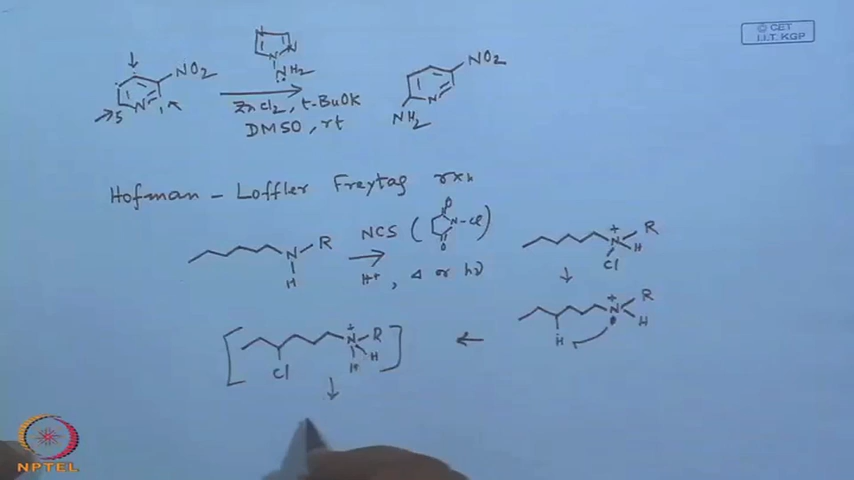 © CET
I.I.T. KGP
NO2
N
N
N
NH2
5
N
1
ZnCl2, t-BuOK
DMSO, rt
NO2
N
NH2
Hofman - Loffler Freytag rxn
N
R
H
NCS ( O N-Cl O )
H+, Δ or hν
+
N
R
H
Cl
+
N
R
H
H
+
N
R
H
H
Cl
NPTEL